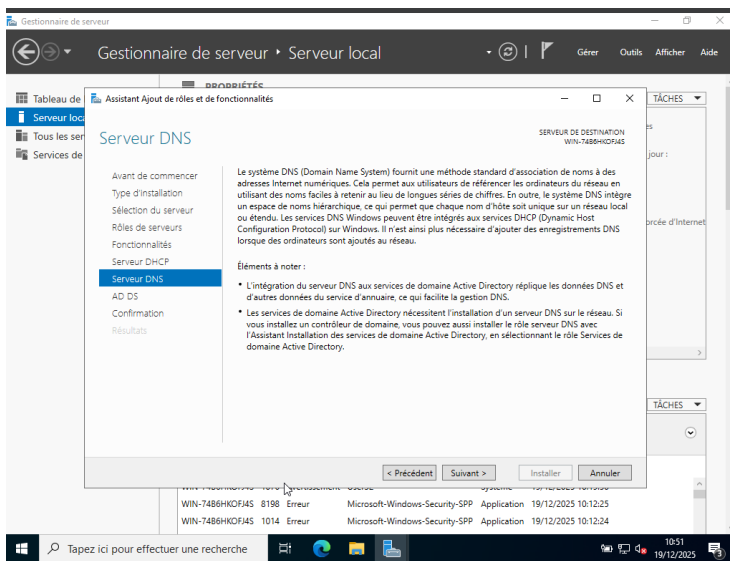 Gestionnaire de serveur
Gestionnaire de serveur • Serveur local
Gérer Outils Afficher Aide
PROPRIÉTÉS
Tableau de
Serveur loca
Tous les ser
Services de
TÂCHES
jour :
orcée d'Internet
Assistant Ajout de rôles et de fonctionnalités
Serveur DNS
SERVEUR DE DESTINATION
WIN-74B6HKOFJ4S
Avant de commencer
Type d'installation
Sélection du serveur
Rôles de serveurs
Fonctionnalités
Serveur DHCP
Serveur DNS
AD DS
Confirmation
Résultats
Le système DNS (Domain Name System) fournit une méthode standard d'association de noms à des
adresses Internet numériques. Cela permet aux utilisateurs de référencer les ordinateurs du réseau en
utilisant des noms faciles à retenir au lieu de longues séries de chiffres. En outre, le système DNS intègre
un espace de noms hiérarchique, ce qui permet que chaque nom d'hôte soit unique sur un réseau local
ou étendu. Les services DNS Windows peuvent être intégrés aux services DHCP (Dynamic Host
Configuration Protocol) sur Windows. Il n'est ainsi plus nécessaire d'ajouter des enregistrements DNS
lorsque des ordinateurs sont ajoutés au réseau.
Éléments à noter :
• L'intégration du serveur DNS aux services de domaine Active Directory réplique les données DNS et
d'autres données du service d'annuaire, ce qui facilite la gestion DNS.
• Les services de domaine Active Directory nécessitent l'installation d'un serveur DNS sur le réseau. Si
vous installez un contrôleur de domaine, vous pouvez aussi installer le rôle serveur DNS avec
l'Assistant Installation des services de domaine Active Directory, en sélectionnant le rôle Services de
domaine Active Directory.
< Précédent Suivant > Installer Annuler
TÂCHES
WIN-74B6HKOFJ4S 8198 Erreur Microsoft-Windows-Security-SPP Application 19/12/2025 10:12:25
WIN-74B6HKOFJ4S 1014 Erreur Microsoft-Windows-Security-SPP Application 19/12/2025 10:12:24
Tapez ici pour effectuer une recherche
10:51
19/12/2025
3